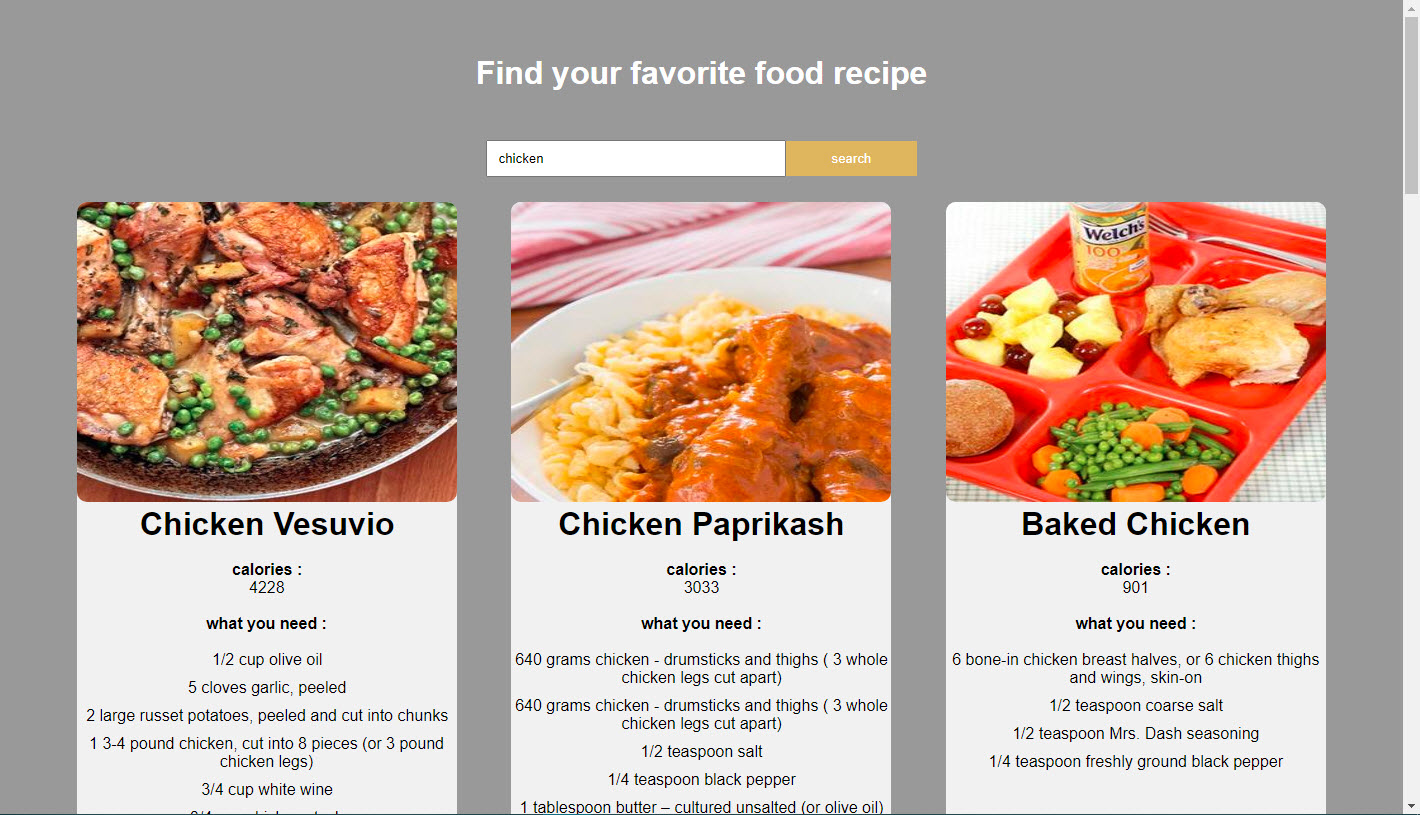 Find your favorite food recipe
chicken
search
Welch's
100%
Chicken Vesuvio
calories :
4228
what you need :
1/2 cup olive oil
5 cloves garlic, peeled
2 large russet potatoes, peeled and cut into chunks
1 3-4 pound chicken, cut into 8 pieces (or 3 pound
chicken legs)
3/4 cup white wine
Chicken Paprikash
calories :
3033
what you need :
640 grams chicken - drumsticks and thighs ( 3 whole
chicken legs cut apart)
640 grams chicken - drumsticks and thighs ( 3 whole
chicken legs cut apart)
1/2 teaspoon salt
1/4 teaspoon black pepper
1 tablespoon butter – cultured unsalted (or olive oil)
Baked Chicken
calories :
901
what you need :
6 bone-in chicken breast halves, or 6 chicken thighs
and wings, skin-on
1/2 teaspoon coarse salt
1/2 teaspoon Mrs. Dash seasoning
1/4 teaspoon freshly ground black pepper